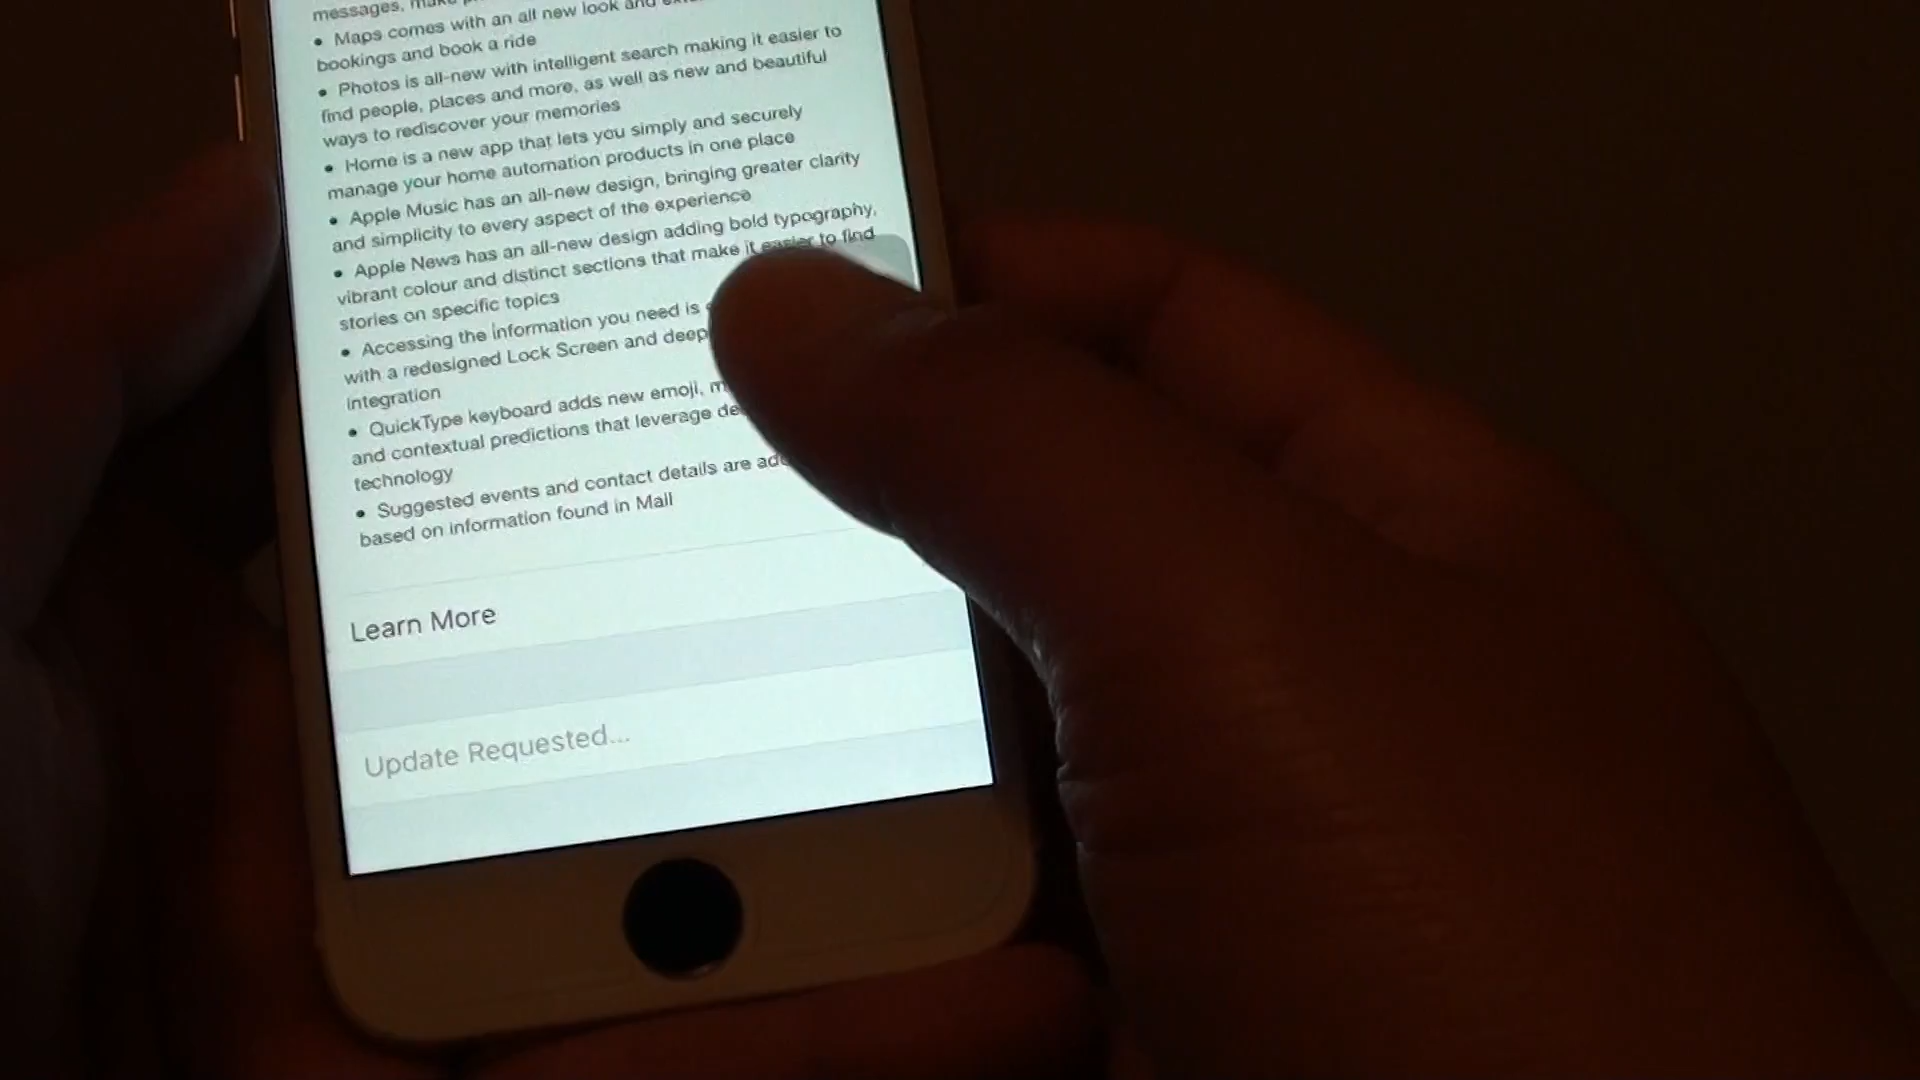 messages, make
• Maps comes with an all new look and
bookings and book a ride
• Photos is all-new with intelligent search making it easier to
find people, places and more, as well as new and beautiful
ways to rediscover your memories
• Home is a new app that lets you simply and securely
manage your home automation products in one place
• Apple Music has an all-new design, bringing greater clarity
and simplicity to every aspect of the experience
• Apple News has an all-new design adding bold typography,
vibrant colour and distinct sections that make it easier to find
stories on specific topics
• Accessing the information you need is
with a redesigned Lock Screen and deep
integration
• QuickType keyboard adds new emoji,
and contextual predictions that leverage
technology
• Suggested events and contact details are
based on information found in Mail
Learn More
Update Requested...